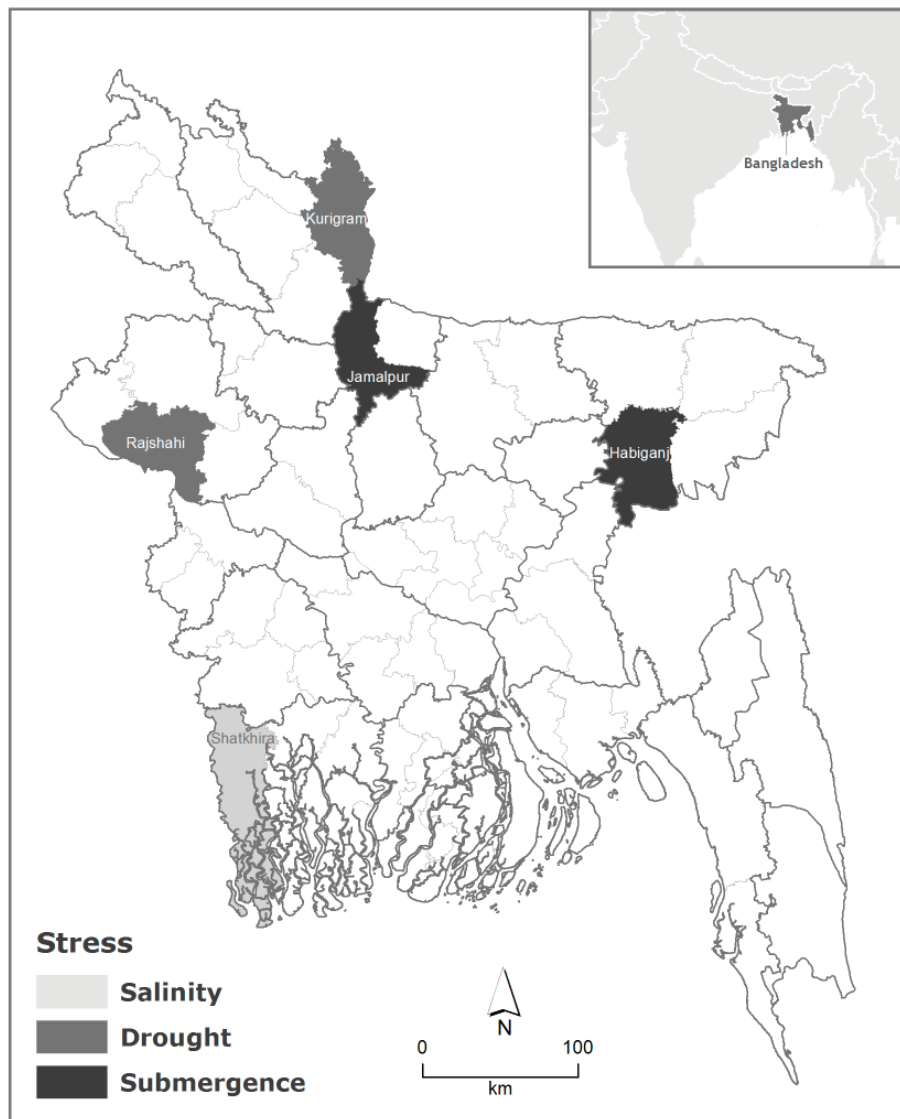 Bangladesh
Kurigram
Jamalpur
Rajshahi
Habiganj
Shatkhira
Stress
Salinity
Drought
Submergence
N
0 100
km